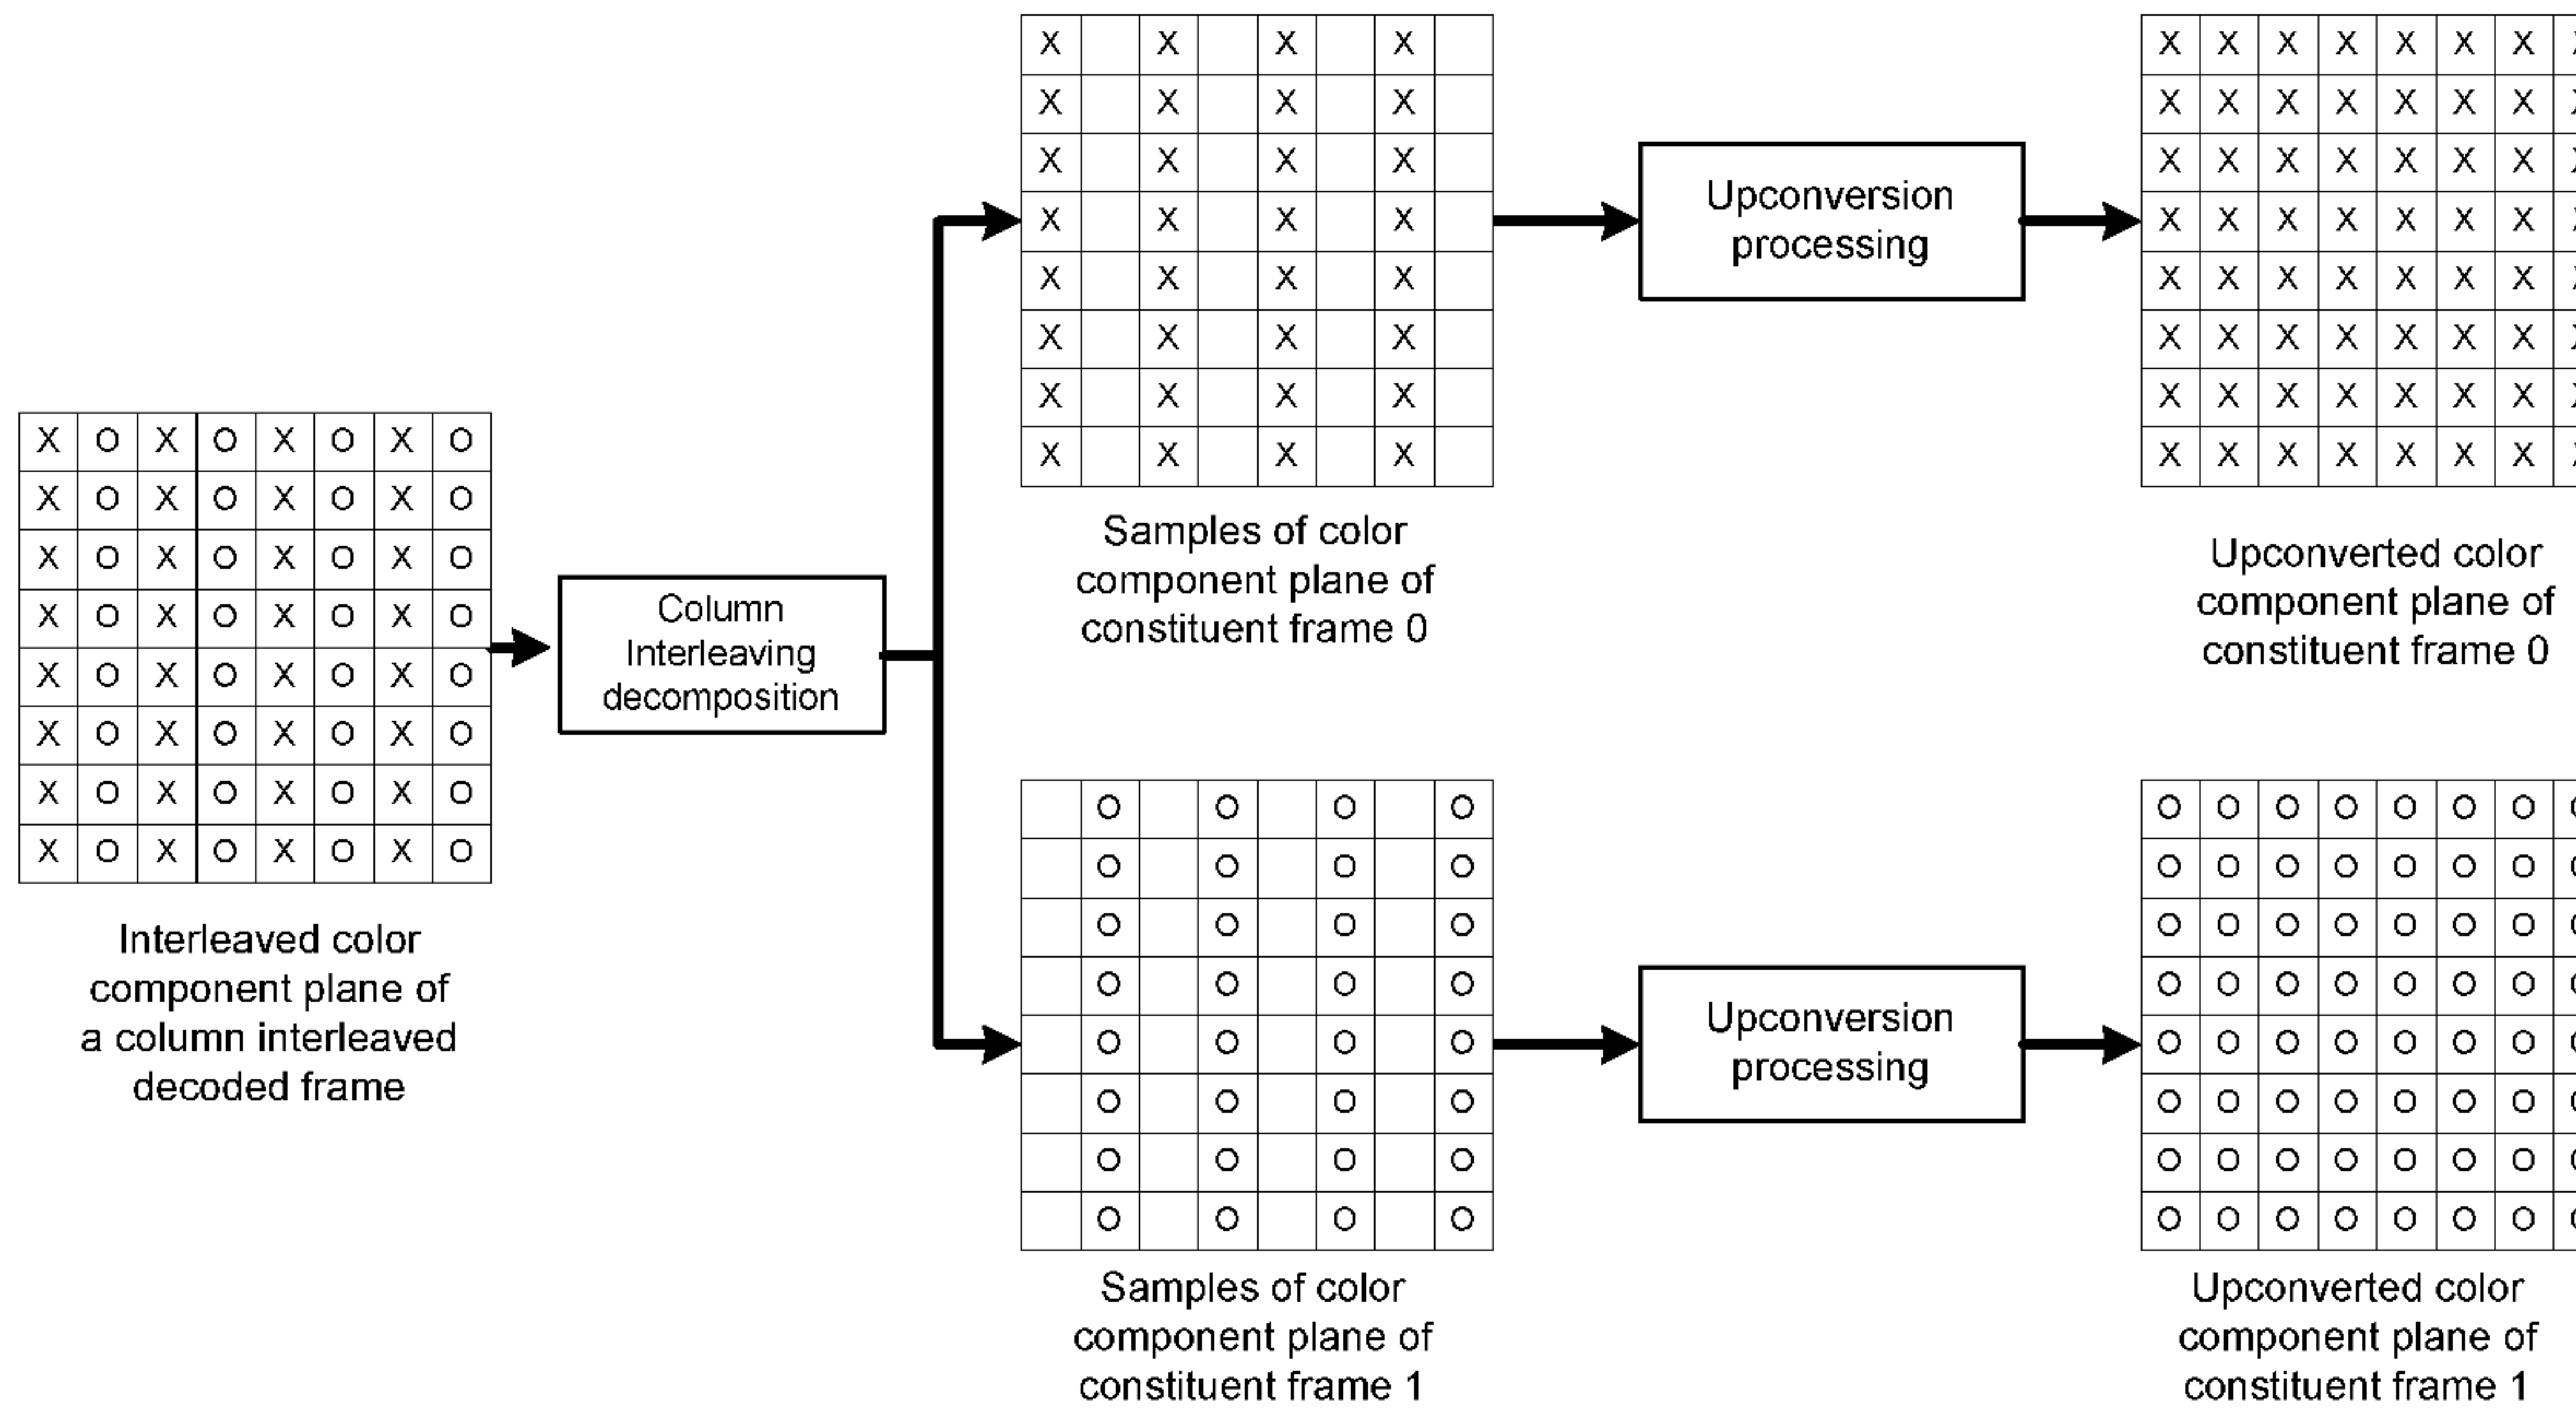 X X X X
X X X X
X X X X
X X X X
X X X X
X X X X
X X X X
X X X X
Samples of color
component plane of
constituent frame 0
Upconversion
processing
X X X X X X X
X X X X X X X
X X X X X X X
X X X X X X X
X X X X X X X
X X X X X X X
X X X X X X X
X X X X X X X
Upconverted color
component plane of
constituent frame 0
X O X O X O X O
X O X O X O X O
X O X O X O X O
X O X O X O X O
X O X O X O X O
X O X O X O X O
X O X O X O X O
X O X O X O X O
Interleaved color
component plane of
a column interleaved
decoded frame
Column
Interleaving
decomposition
O O O O
O O O O
O O O O
O O O O
O O O O
O O O O
O O O O
O O O O
Samples of color
component plane of
constituent frame 1
Upconversion
processing
O O O O O O O
O O O O O O O
O O O O O O O
O O O O O O O
O O O O O O O
O O O O O O O
O O O O O O O
O O O O O O O
Upconverted color
component plane of
constituent frame 1